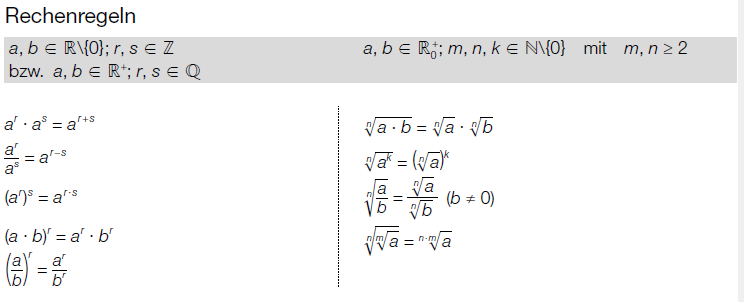 Rechenregeln
a, b ∈ ℝ\{0}; r, s ∈ ℤ
bzw. a, b ∈ ℝ⁺; r, s ∈ ℚ
a, b ∈ ℝ₀⁺; m, n, k ∈ ℕ\{0} mit m, n ≥ 2
aʳ · aˢ = aʳ⁺ˢ
aʳ/aˢ = aʳ⁻ˢ
(aʳ)ˢ = aʳ·ˢ
(a · b)ʳ = aʳ · bʳ
(a/b)ʳ = aʳ/bʳ
ⁿ√(a · b) = ⁿ√a · ⁿ√b
ⁿ√(aᵏ) = (ⁿ√a)ᵏ
ⁿ√(a/b) = ⁿ√a/ⁿ√b (b ≠ 0)
ⁿ√(ᵐ√a) = ⁿ·ᵐ√a